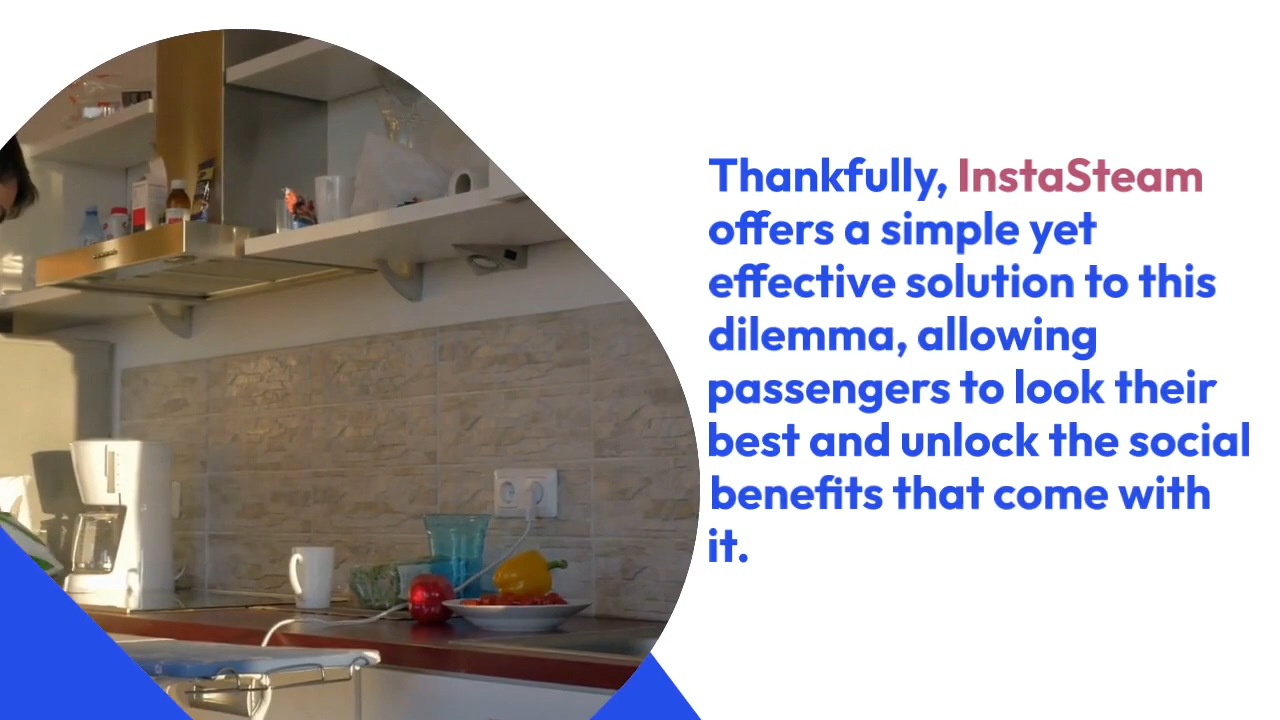 Thankfully, InstaSteam
offers a simple yet
effective solution to this
dilemma, allowing
passengers to look their
best and unlock the social
benefits that come with
it.